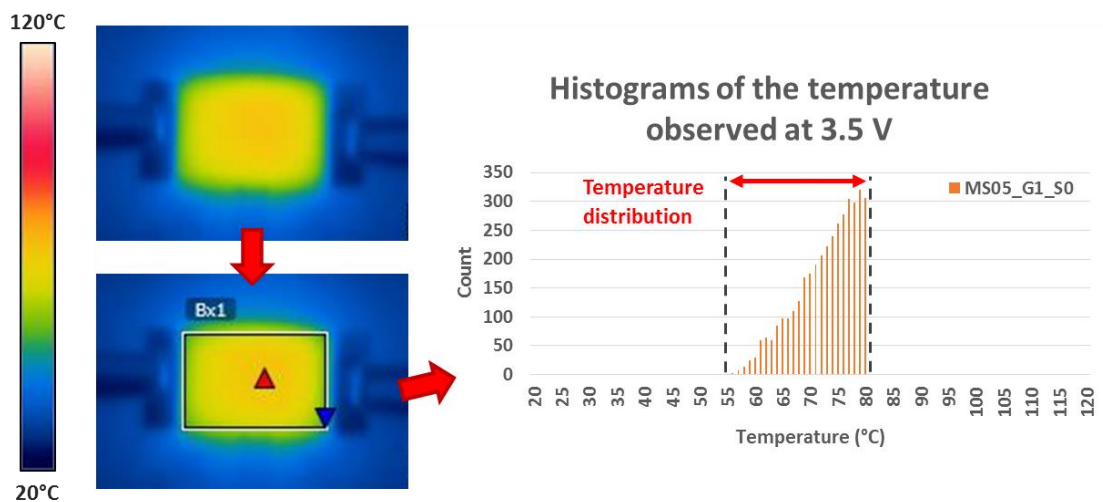 120°C
20°C
Bx1
Histograms of the temperature
observed at 3.5 V
Temperature
distribution
MS05_G1_S0
Count
350
300
250
200
150
100
50
0
20
25
30
35
40
45
50
55
60
65
70
75
80
85
90
95
100
105
110
115
120
Temperature (°C)